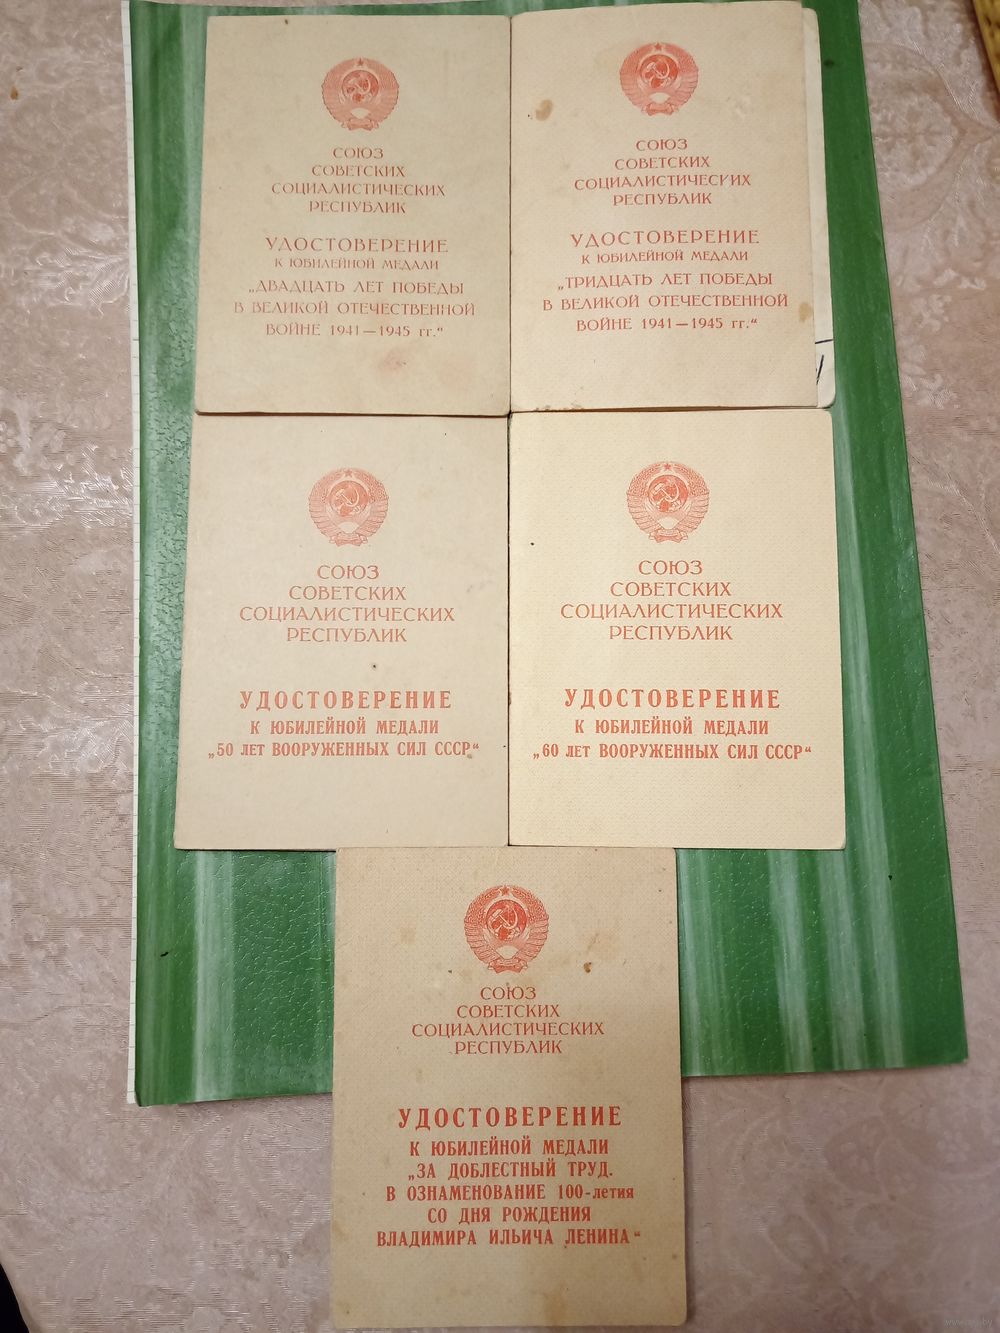 СОЮЗ
СОВЕТСКИХ
СОЦИАЛИСТИЧЕСКИХ
РЕСПУБЛИК
УДОСТОВЕРЕНИЕ
К ЮБИЛЕЙНОЙ МЕДАЛИ
„ДВАДЦАТЬ ЛЕТ ПОБЕДЫ
В ВЕЛИКОЙ ОТЕЧЕСТВЕННОЙ
ВОЙНЕ 1941—1945 гг.“
СОЮЗ
СОВЕТСКИХ
СОЦИАЛИСТИЧЕСКИХ
РЕСПУБЛИК
УДОСТОВЕРЕНИЕ
К ЮБИЛЕЙНОЙ МЕДАЛИ
„ТРИДЦАТЬ ЛЕТ ПОБЕДЫ
В ВЕЛИКОЙ ОТЕЧЕСТВЕННОЙ
ВОЙНЕ 1941—1945 гг.“
СОЮЗ
СОВЕТСКИХ
СОЦИАЛИСТИЧЕСКИХ
РЕСПУБЛИК
УДОСТОВЕРЕНИЕ
К ЮБИЛЕЙНОЙ МЕДАЛИ
„50 ЛЕТ ВООРУЖЕННЫХ СИЛ СССР“
СОЮЗ
СОВЕТСКИХ
СОЦИАЛИСТИЧЕСКИХ
РЕСПУБЛИК
УДОСТОВЕРЕНИЕ
К ЮБИЛЕЙНОЙ МЕДАЛИ
„60 ЛЕТ ВООРУЖЕННЫХ СИЛ СССР“
СОЮЗ
СОВЕТСКИХ
СОЦИАЛИСТИЧЕСКИХ
РЕСПУБЛИК
УДОСТОВЕРЕНИЕ
К ЮБИЛЕЙНОЙ МЕДАЛИ
„ЗА ДОБЛЕСТНЫЙ ТРУД.
В ОЗНАМЕНОВАНИЕ 100-летия
СО ДНЯ РОЖДЕНИЯ
ВЛАДИМИРА ИЛЬИЧА ЛЕНИНА“